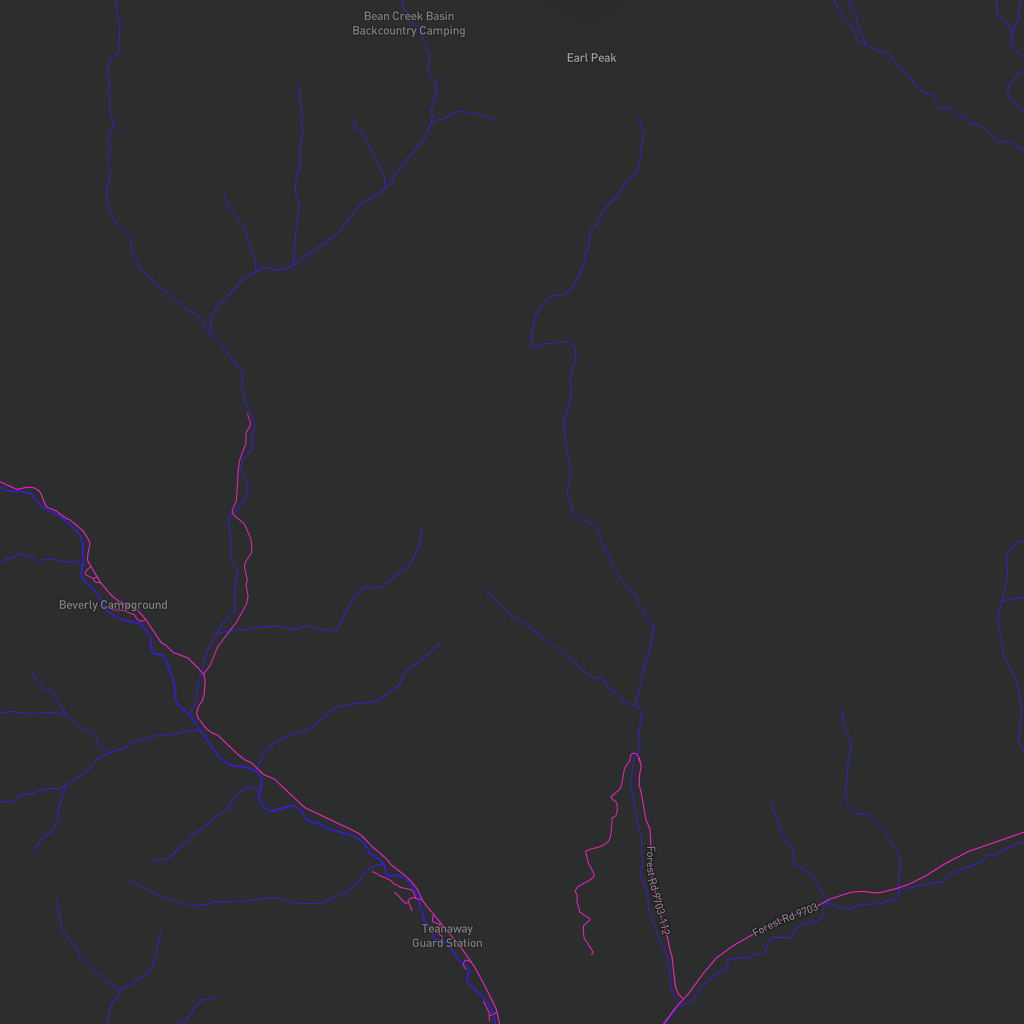 Bean Creek Basin
Backcountry Camping
Earl Peak
Beverly Campground
Forest Rd 9703-112
Forest Rd 9703
Teanaway
Guard Station